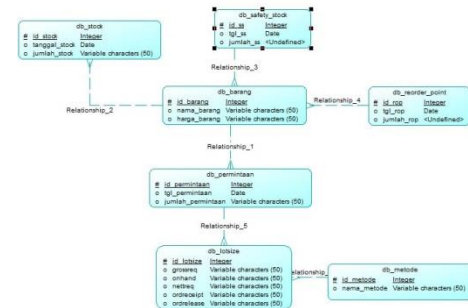 db_stock
# id_stock Integer
o tanggal_stock Date
o jumlah_stock Variable characters (50)
db_safety_stock
# id_ss Integer
o tgl_ss Date
o jumlah_ss <Undefined>
Relationship_3
Relationship_2
db_barang
# id_barang Integer
o nama_barang Variable characters (50)
o harga_barang Variable characters (50)
Relationship_4
db_reorder_point
# id_rop Integer
o tgl_rop Date
o jumlah_rop <Undefined>
Relationship_1
db_permintaan
# id_permintaan Integer
o tgl_permintaan Date
o jumlah_permintaan Variable characters (50)
Relationship_5
db_lotsize
# id_lotsize Integer
o grossreq Variable characters (50)
o onhand Variable characters (50)
o netreq Variable characters (50)
o ordreceipt Variable characters (50)
o ordrelease Variable characters (50)
Relationship_
db_metode
# id_metode Integer
o nama_metode Variable characters (50)